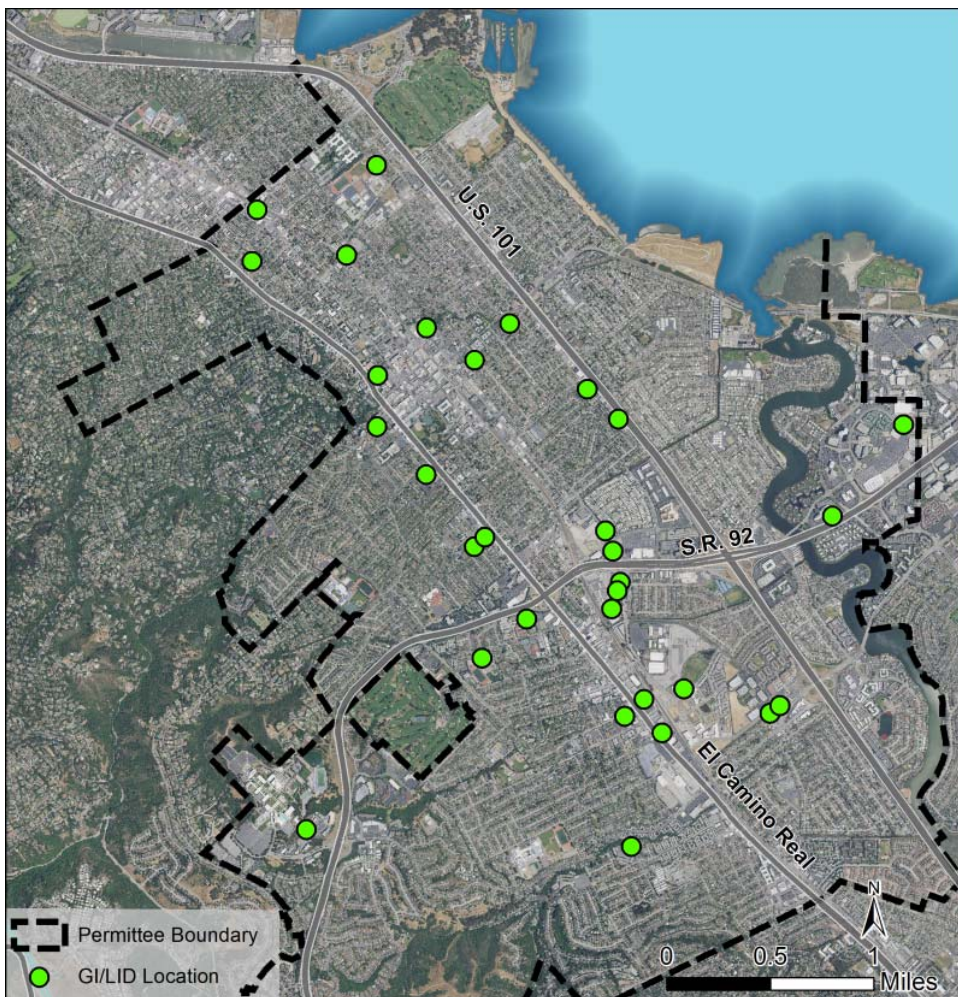 U.S. 101
S.R. 92
El Camino Real
N
Permittee Boundary
GI/LID Location
0 0.5 1
Miles